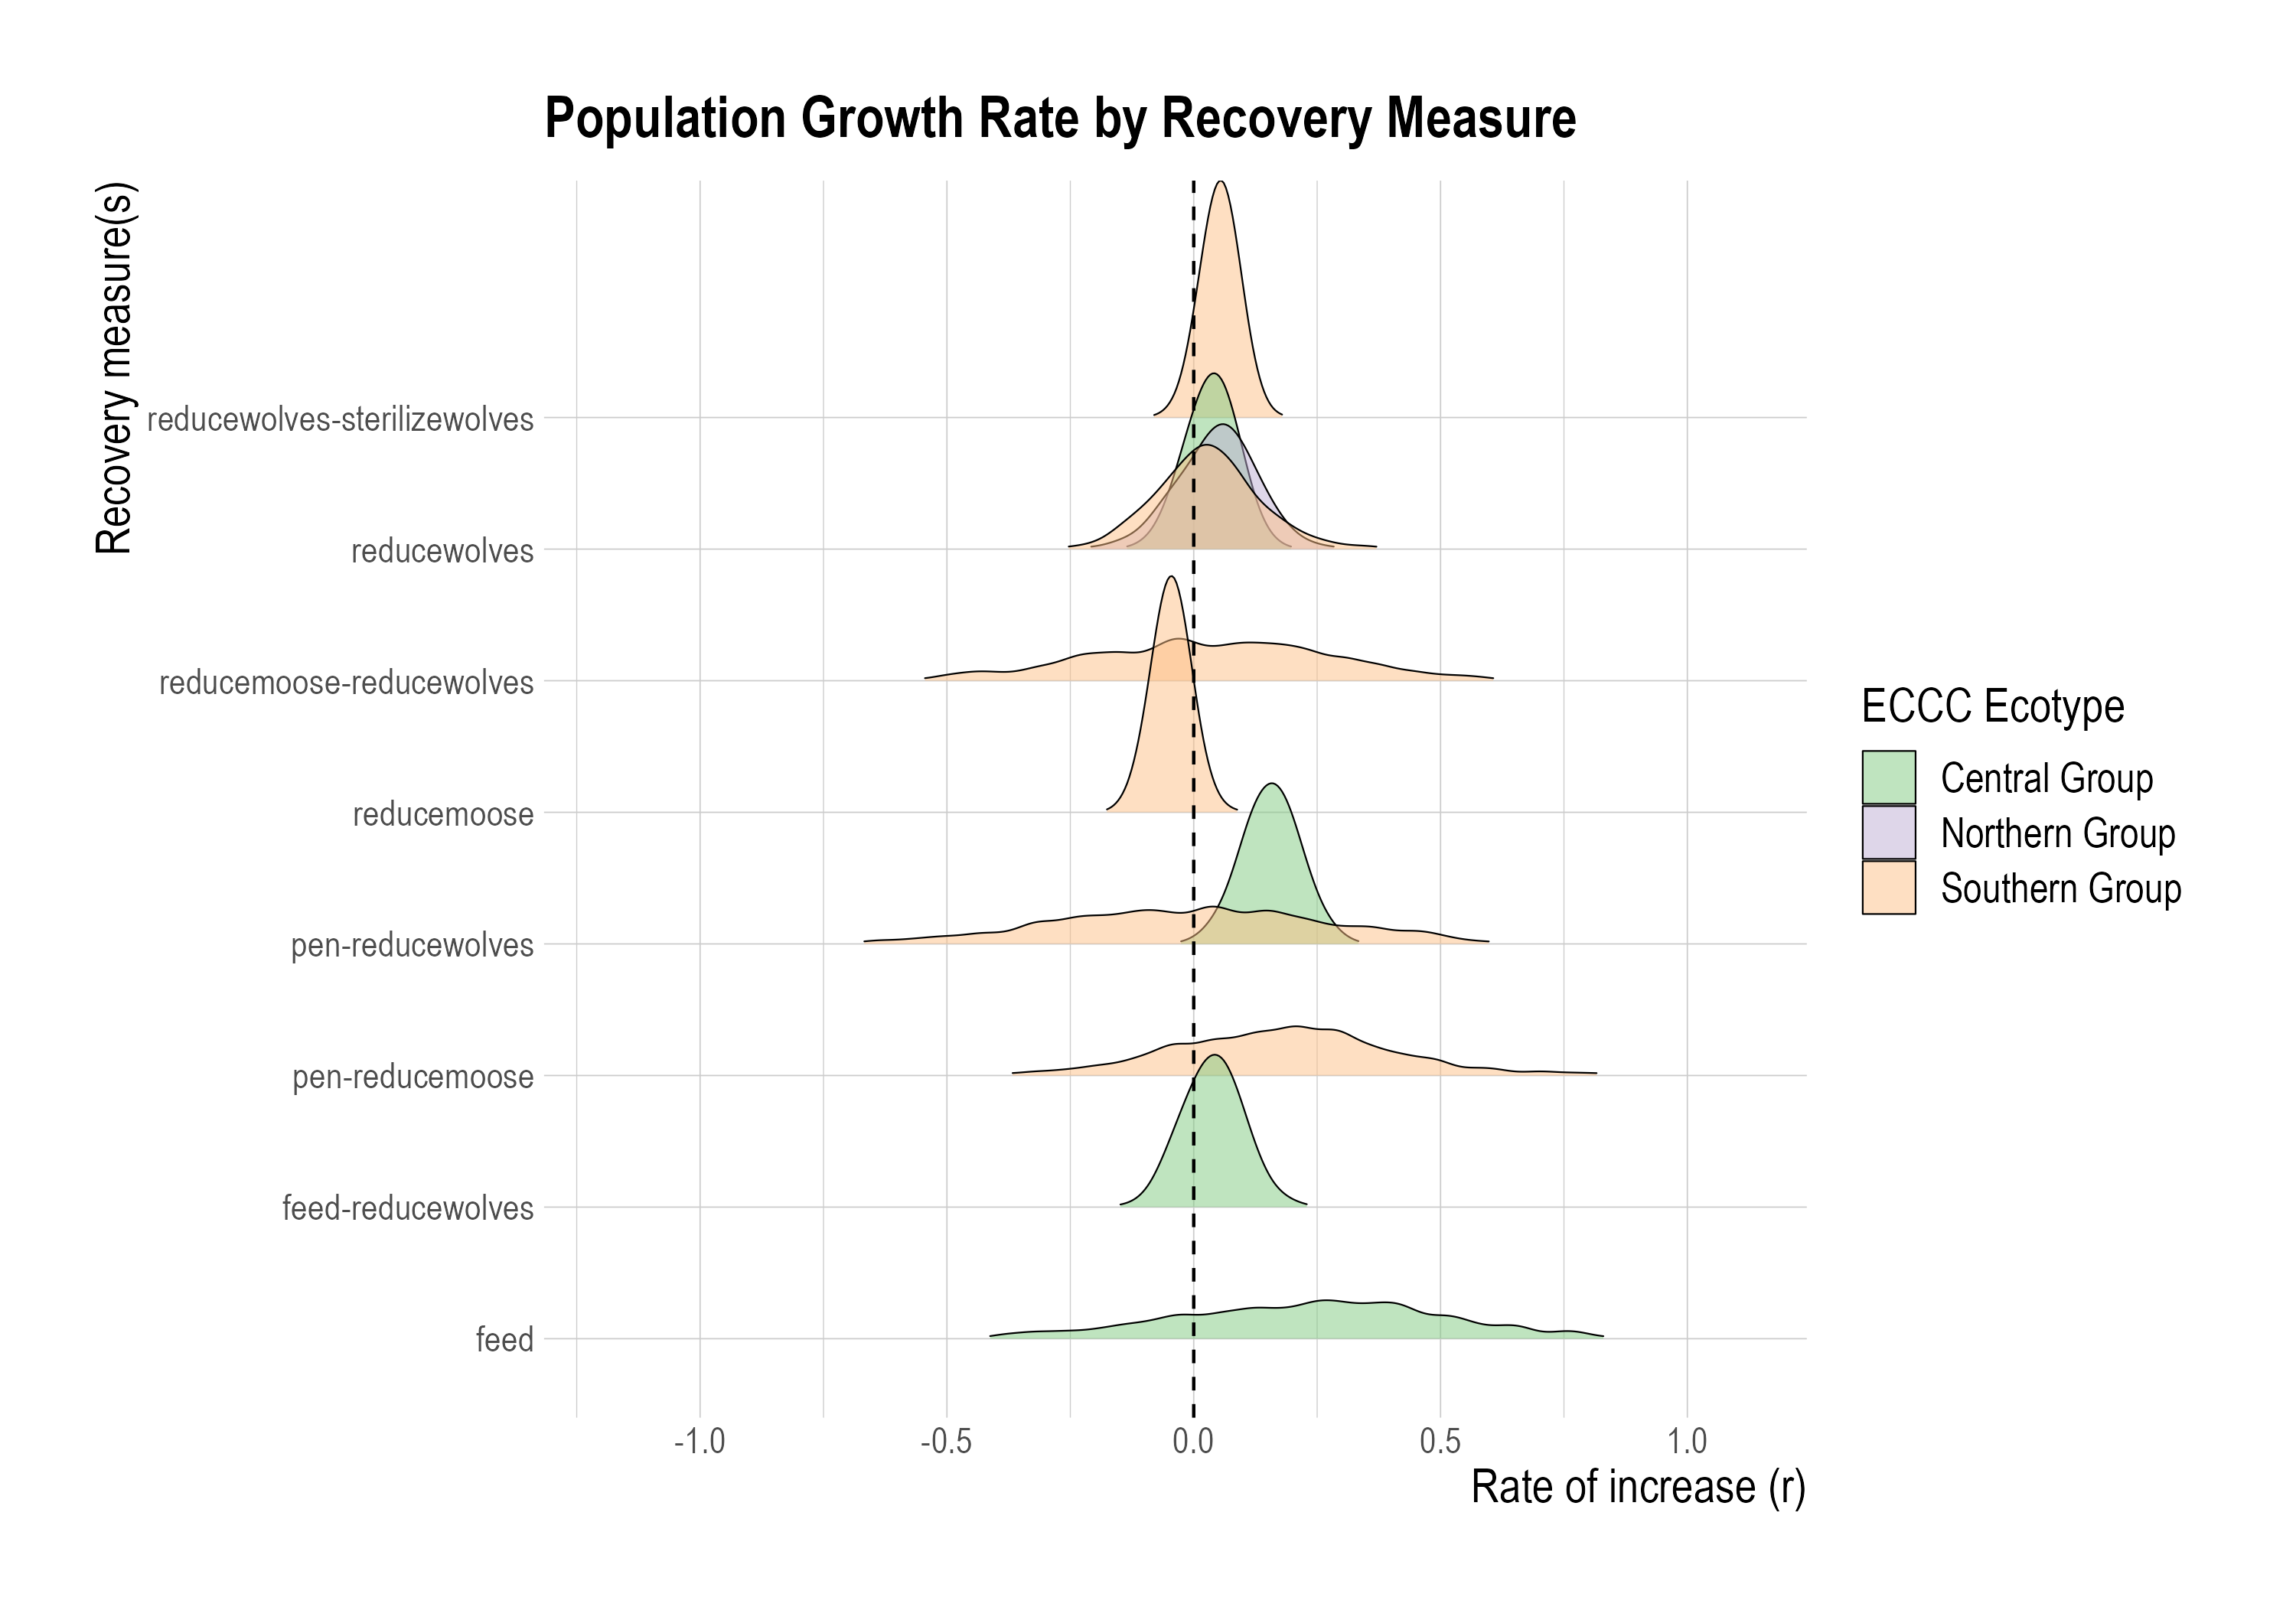 Population Growth Rate by Recovery Measure
Recovery measure(s)
reducewolves-sterilizewolves
reducewolves
reducemoose-reducewolves
reducemoose
pen-reducewolves
pen-reducemoose
feed-reducewolves
feed
-1.0
-0.5
0.0
0.5
1.0
Rate of increase (r)
ECCC Ecotype
Central Group
Northern Group
Southern Group